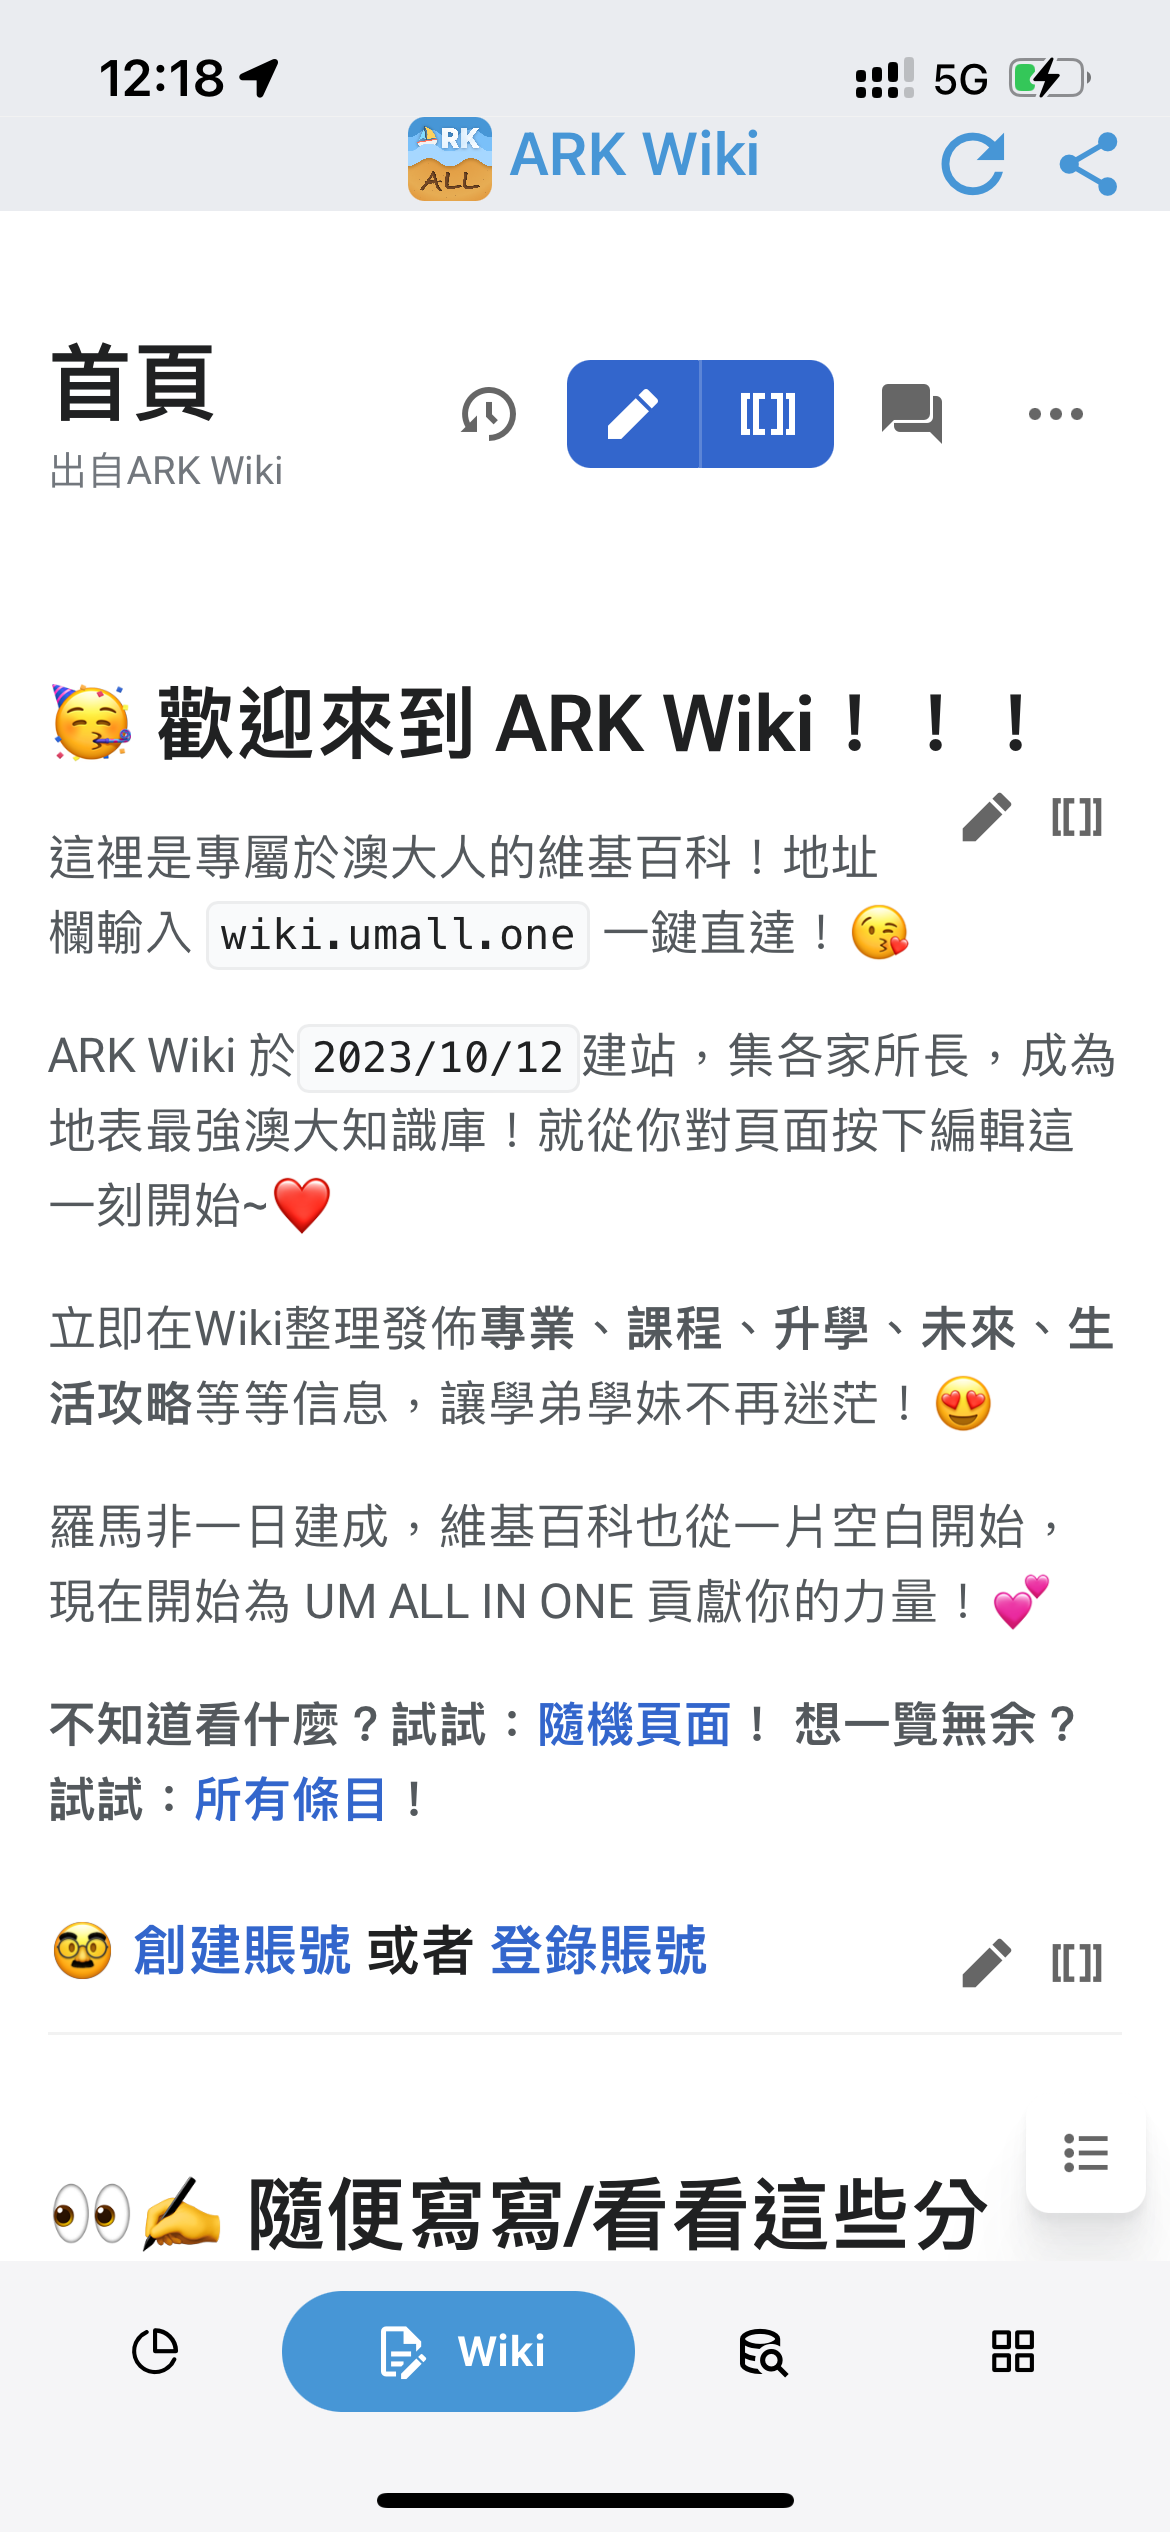 12:18 5G
ARK ALL ARK Wiki
首頁
出自ARK Wiki
🥳 歡迎來到 ARK Wiki！！！
這裡是專屬於澳大人的維基百科！地址
欄輸入 wiki.umall.one 一鍵直達！😘
ARK Wiki 於 2023/10/12 建站，集各家所長，成為
地表最強澳大知識庫！就從你對頁面按下編輯這
一刻開始~❤️
立即在Wiki整理發佈專業、課程、升學、未來、生
活攻略等等信息，讓學弟學妹不再迷茫！😍
羅馬非一日建成，維基百科也從一片空白開始，
現在開始為 UM ALL IN ONE 貢獻你的力量！💕
不知道看什麼？試試：隨機頁面！ 想一覽無余？
試試：所有條目！
🥸 創建賬號 或者 登錄賬號
👀✍️ 隨便寫寫/看看這些分
Wiki